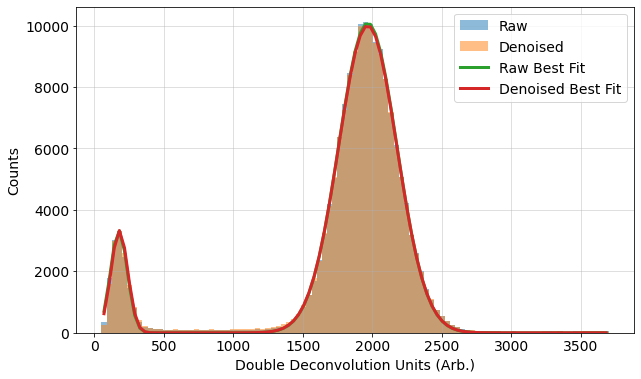 Raw
Denoised
Raw Best Fit
Denoised Best Fit
Counts
10000
8000
6000
4000
2000
0
0 500 1000 1500 2000 2500 3000 3500
Double Deconvolution Units (Arb.)